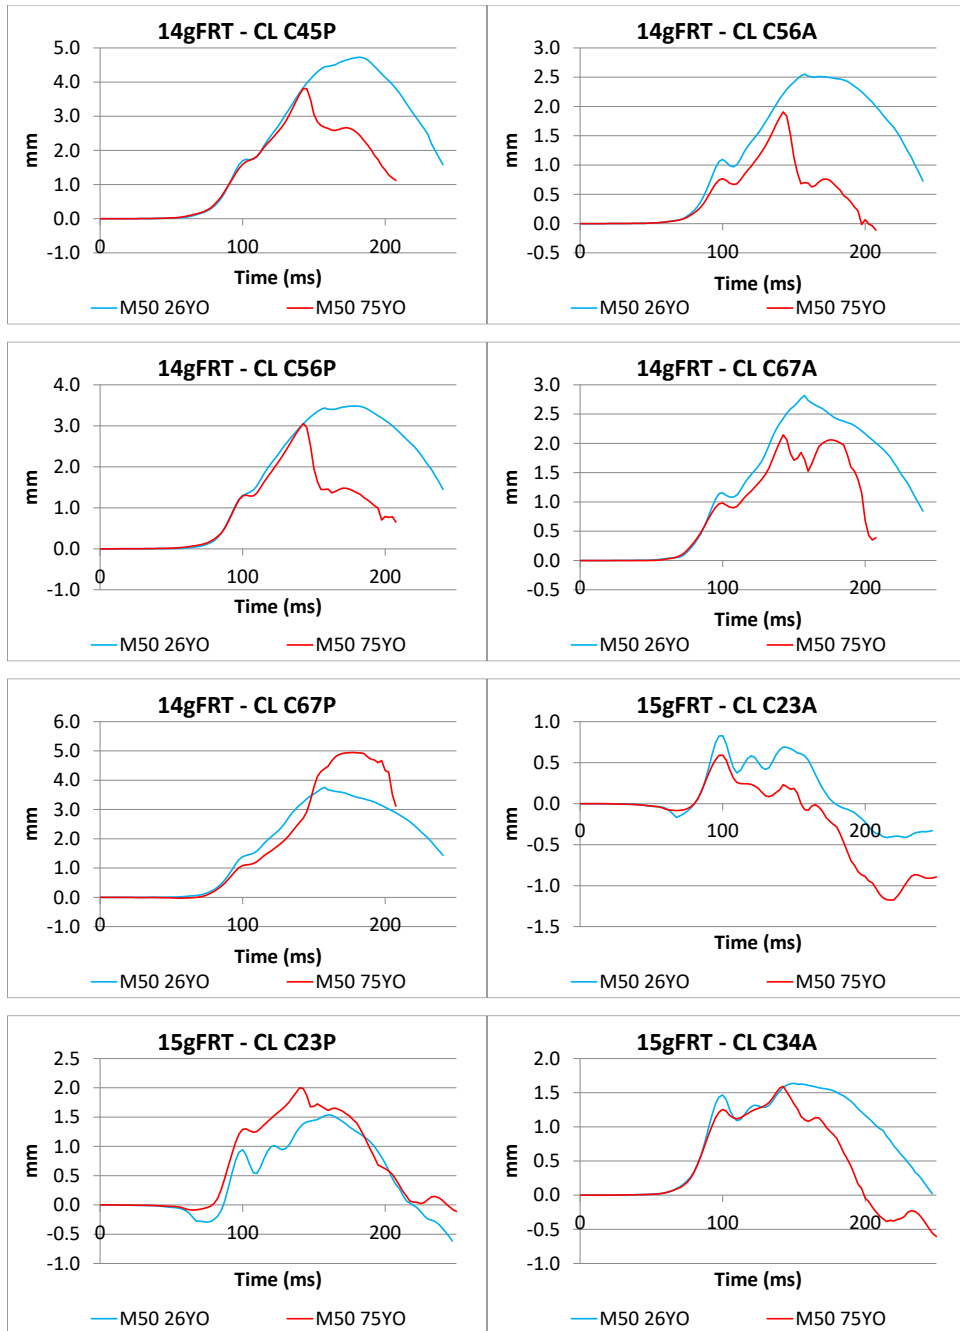 14gFRT - CL C45P
5.0
4.0
3.0
2.0
1.0
0.0
-1.0
mm
0 100 200
Time (ms)
M50 26YO M50 75YO
14gFRT - CL C56A
3.0
2.5
2.0
1.5
1.0
0.5
0.0
-0.5
mm
0 100 200
Time (ms)
M50 26YO M50 75YO
14gFRT - CL C56P
4.0
3.0
2.0
1.0
0.0
-1.0
mm
0 100 200
Time (ms)
M50 26YO M50 75YO
14gFRT - CL C67A
3.0
2.5
2.0
1.5
1.0
0.5
0.0
-0.5
mm
0 100 200
Time (ms)
M50 26YO M50 75YO
14gFRT - CL C67P
6.0
5.0
4.0
3.0
2.0
1.0
0.0
-1.0
mm
0 100 200
Time (ms)
M50 26YO M50 75YO
15gFRT - CL C23A
1.0
0.5
0.0
-0.5
-1.0
-1.5
mm
0 100 200
Time (ms)
M50 26YO M50 75YO
15gFRT - CL C23P
2.5
2.0
1.5
1.0
0.5
0.0
-0.5
-1.0
mm
0 100 200
Time (ms)
M50 26YO M50 75YO
15gFRT - CL C34A
2.0
1.5
1.0
0.5
0.0
-0.5
-1.0
mm
0 100 200
Time (ms)
M50 26YO M50 75YO